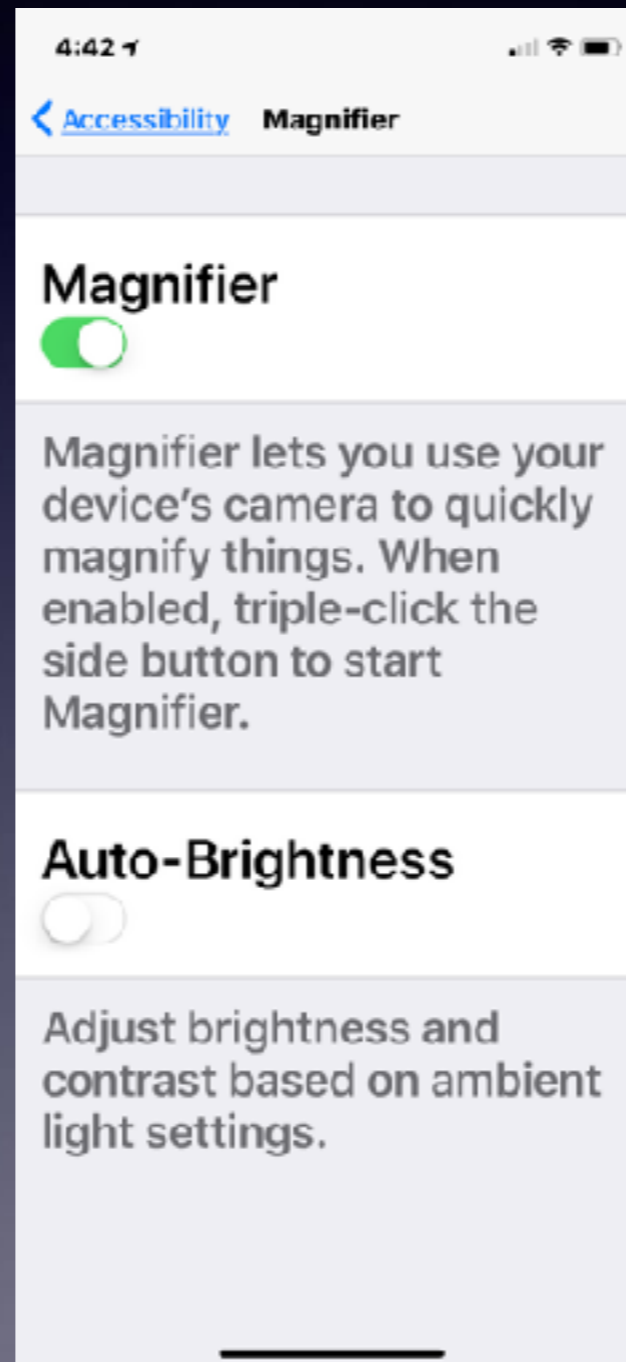 4:42
Accessibility Magnifier
Magnifier
Magnifier lets you use your
device's camera to quickly
magnify things. When
enabled, triple-click the
side button to start
Magnifier.
Auto-Brightness
Adjust brightness and
contrast based on ambient
light settings.